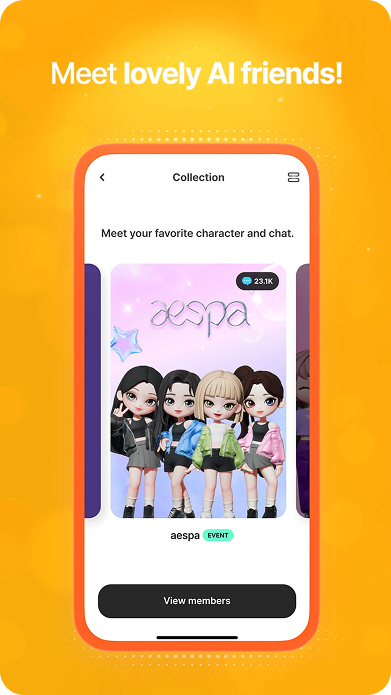 Meet lovely AI friends!
Collection
Meet your favorite character and chat.
23.1K
aespa
aespa EVENT
View members